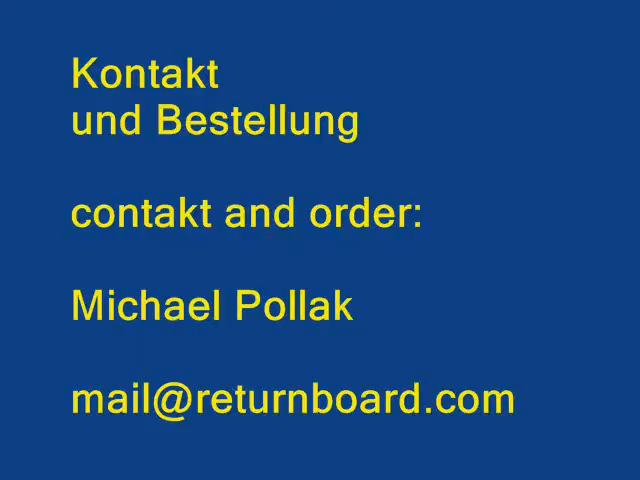 Kontakt
und Bestellung
contakt and order:
Michael Pollak
mail@returnboard.com